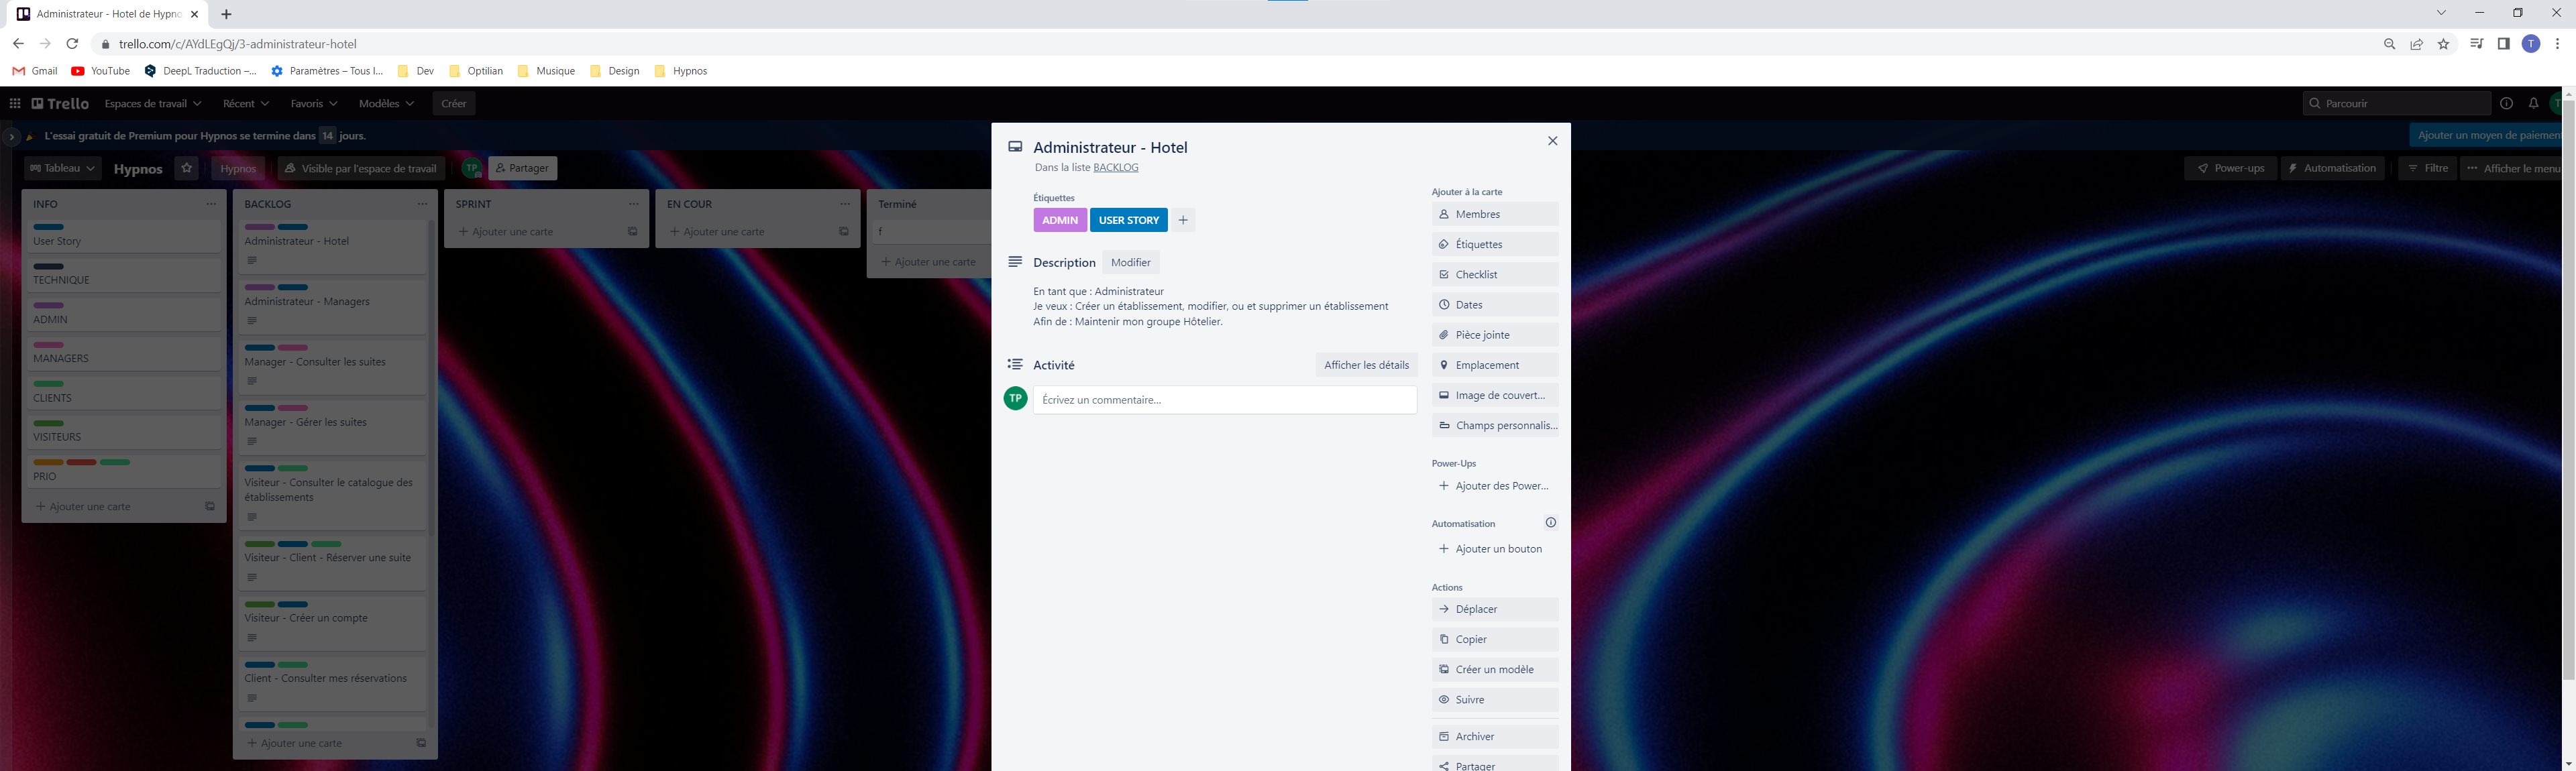 Administrateur - Hotel de Hypno
trello.com/c/AYdLEgQj/3-administrateur-hotel
T
Gmail
YouTube
DeepL Traduction –...
Paramètres – Tous l...
Dev
Optilian
Musique
Design
Hypnos
Trello
Espaces de travail
Récent
Favoris
Modèles
Créer
Parcourir
L'essai gratuit de Premium pour Hypnos se termine dans 14 jours.
Ajouter un moyen de paiement
Tableau
Hypnos
Hypnos
Visible par l'espace de travail
TP
Partager
Power-ups
Automatisation
Filtre
Afficher le menu
INFO
User Story
TECHNIQUE
ADMIN
MANAGERS
CLIENTS
VISITEURS
PRIO
Ajouter une carte
BACKLOG
Administrateur - Hotel
Administrateur - Managers
Manager - Consulter les suites
Manager - Gérer les suites
Visiteur - Consulter le catalogue des
établissements
Visiteur - Client - Réserver une suite
Visiteur - Créer un compte
Client - Consulter mes réservations
Ajouter une carte
SPRINT
Ajouter une carte
EN COUR
Ajouter une carte
Terminé
f
Ajouter une carte
Administrateur - Hotel
Dans la liste BACKLOG
Étiquettes
ADMIN
USER STORY
Description
Modifier
En tant que : Administrateur
Je veux : Créer un établissement, modifier, ou et supprimer un établissement
Afin de : Maintenir mon groupe Hôtelier.
Activité
Afficher les détails
TP
Écrivez un commentaire...
Ajouter à la carte
Membres
Étiquettes
Checklist
Dates
Pièce jointe
Emplacement
Image de couvert...
Champs personnalis...
Power-Ups
Ajouter des Power...
Automatisation
Ajouter un bouton
Actions
Déplacer
Copier
Créer un modèle
Suivre
Archiver
Partager